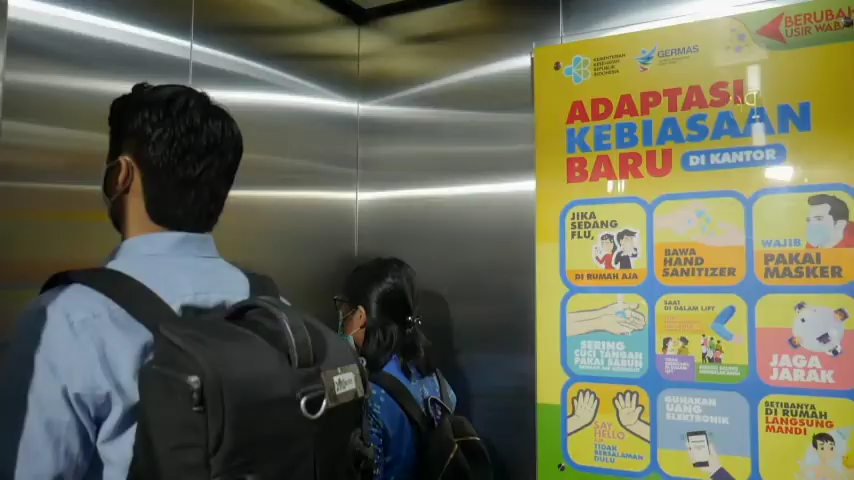 BERUBAH
USIR WABAH
KEMENTERIAN
KESEHATAN
REPUBLIK
INDONESIA
GERMAS
ADAPTASI
KEBIASAAN
BARU DI KANTOR
JIKA
SEDANG
FLU,
DI RUMAH AJA
BAWA
HAND
SANITIZER
WAJIB
PAKAI
MASKER
SERING
CUCI TANGAN
PAKAI SABUN
SAAT
DI DALAM LIFT
JAGA
JARAK
SAY
HELLO
TIDAK
BERSALAMAN
DULU
GUNAKAN
UANG
ELEKTRONIK
SETIBANYA
DI RUMAH
LANGSUNG
MANDI